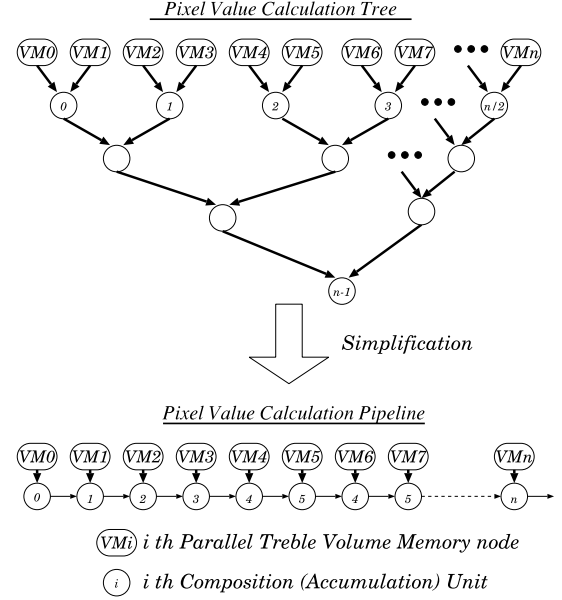 Pixel Value Calculation Tree
VM0 VM1 VM2 VM3 VM4 VM5 VM6 VM7 ••• VMn
0 1 2 3 ••• n/2
•••
n-1
Simplification
Pixel Value Calculation Pipeline
VM0 VM1 VM2 VM3 VM4 VM5 VM6 VM7 VMn
0 1 2 3 4 5 4 5 n
VMi i th Parallel Treble Volume Memory node
i i th Composition (Accumulation) Unit